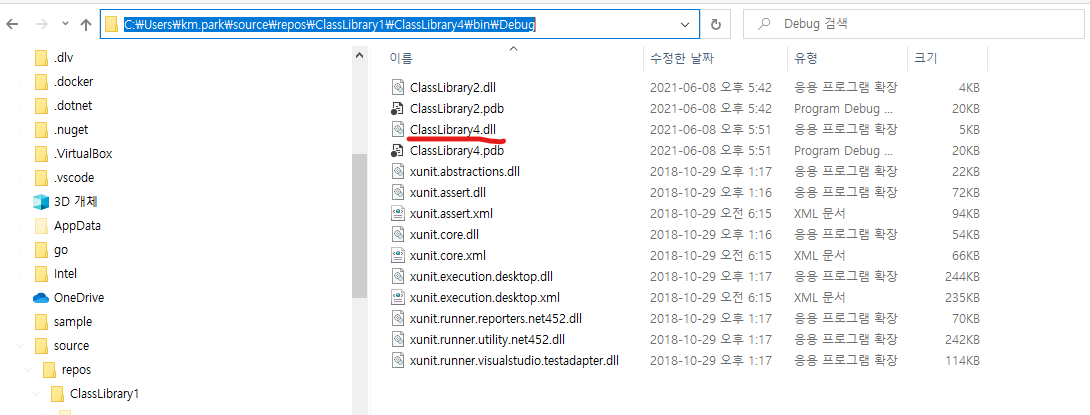 C:₩Users₩km.park₩source₩repos₩ClassLibrary1₩ClassLibrary4₩bin₩Debug
Debug 검색
.dlv
.docker
.dotnet
.nuget
.VirtualBox
.vscode
3D 개체
AppData
go
Intel
OneDrive
sample
source
repos
ClassLibrary1
이름 수정한 날짜 유형 크기
ClassLibrary2.dll 2021-06-08 오후 5:42 응용 프로그램 확장 4KB
ClassLibrary2.pdb 2021-06-08 오후 5:42 Program Debug ... 20KB
ClassLibrary4.dll 2021-06-08 오후 5:51 응용 프로그램 확장 5KB
ClassLibrary4.pdb 2021-06-08 오후 5:51 Program Debug ... 20KB
xunit.abstractions.dll 2018-10-29 오후 1:17 응용 프로그램 확장 22KB
xunit.assert.dll 2018-10-29 오후 1:16 응용 프로그램 확장 72KB
xunit.assert.xml 2018-10-29 오전 6:15 XML 문서 94KB
xunit.core.dll 2018-10-29 오후 1:16 응용 프로그램 확장 54KB
xunit.core.xml 2018-10-29 오전 6:15 XML 문서 66KB
xunit.execution.desktop.dll 2018-10-29 오후 1:17 응용 프로그램 확장 244KB
xunit.execution.desktop.xml 2018-10-29 오전 6:15 XML 문서 235KB
xunit.runner.reporters.net452.dll 2018-10-29 오후 1:17 응용 프로그램 확장 70KB
xunit.runner.utility.net452.dll 2018-10-29 오후 1:17 응용 프로그램 확장 242KB
xunit.runner.visualstudio.testadapter.dll 2018-10-29 오후 1:17 응용 프로그램 확장 114KB